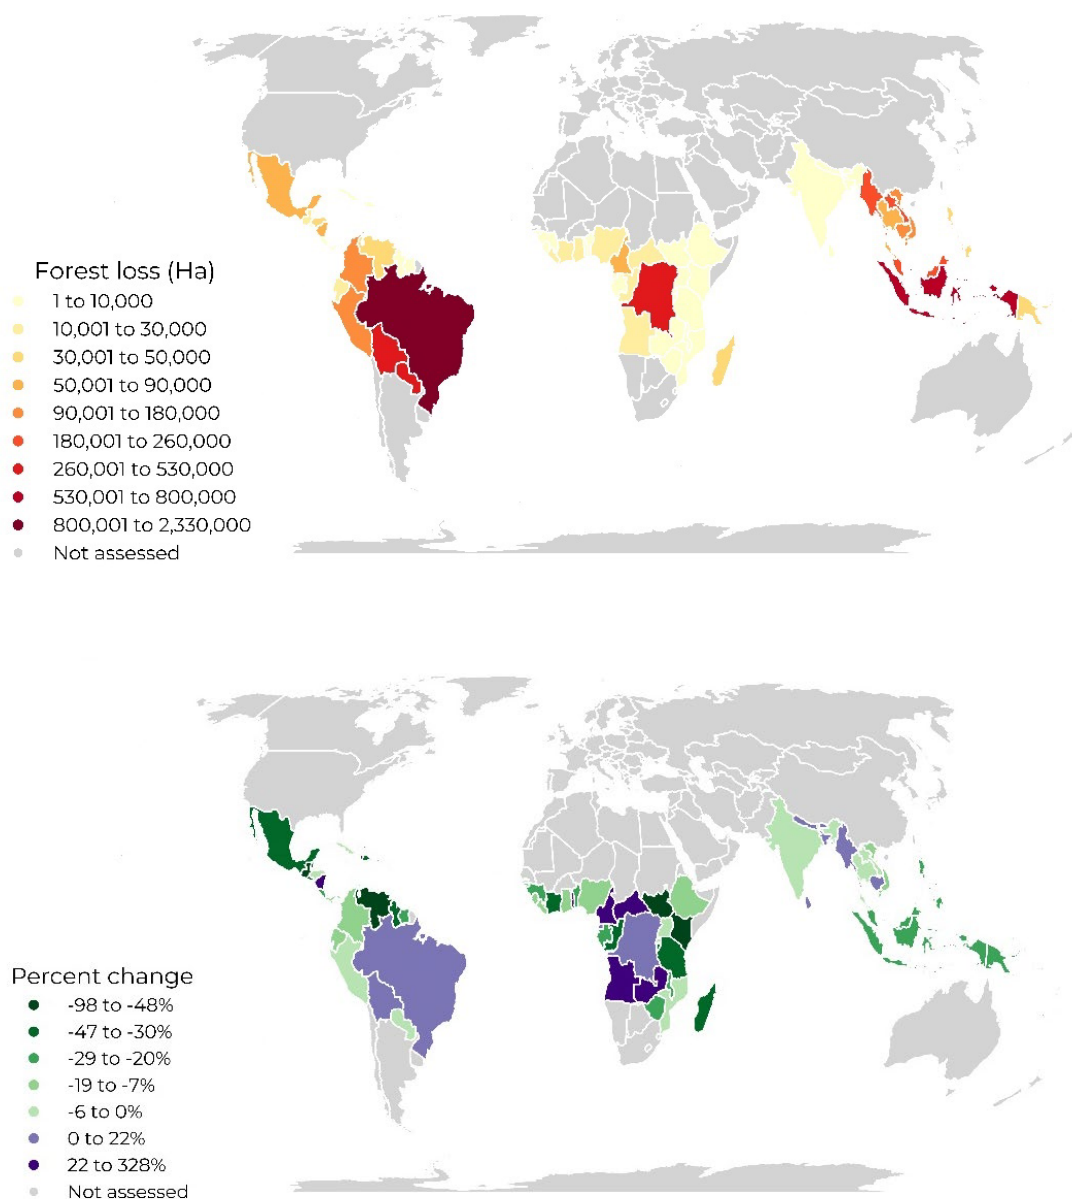 Forest loss (Ha)
1 to 10,000
10,001 to 30,000
30,001 to 50,000
50,001 to 90,000
90,001 to 180,000
180,001 to 260,000
260,001 to 530,000
530,001 to 800,000
800,001 to 2,330,000
Not assessed
Percent change
-98 to -48%
-47 to -30%
-29 to -20%
-19 to -7%
-6 to 0%
0 to 22%
22 to 328%
Not assessed